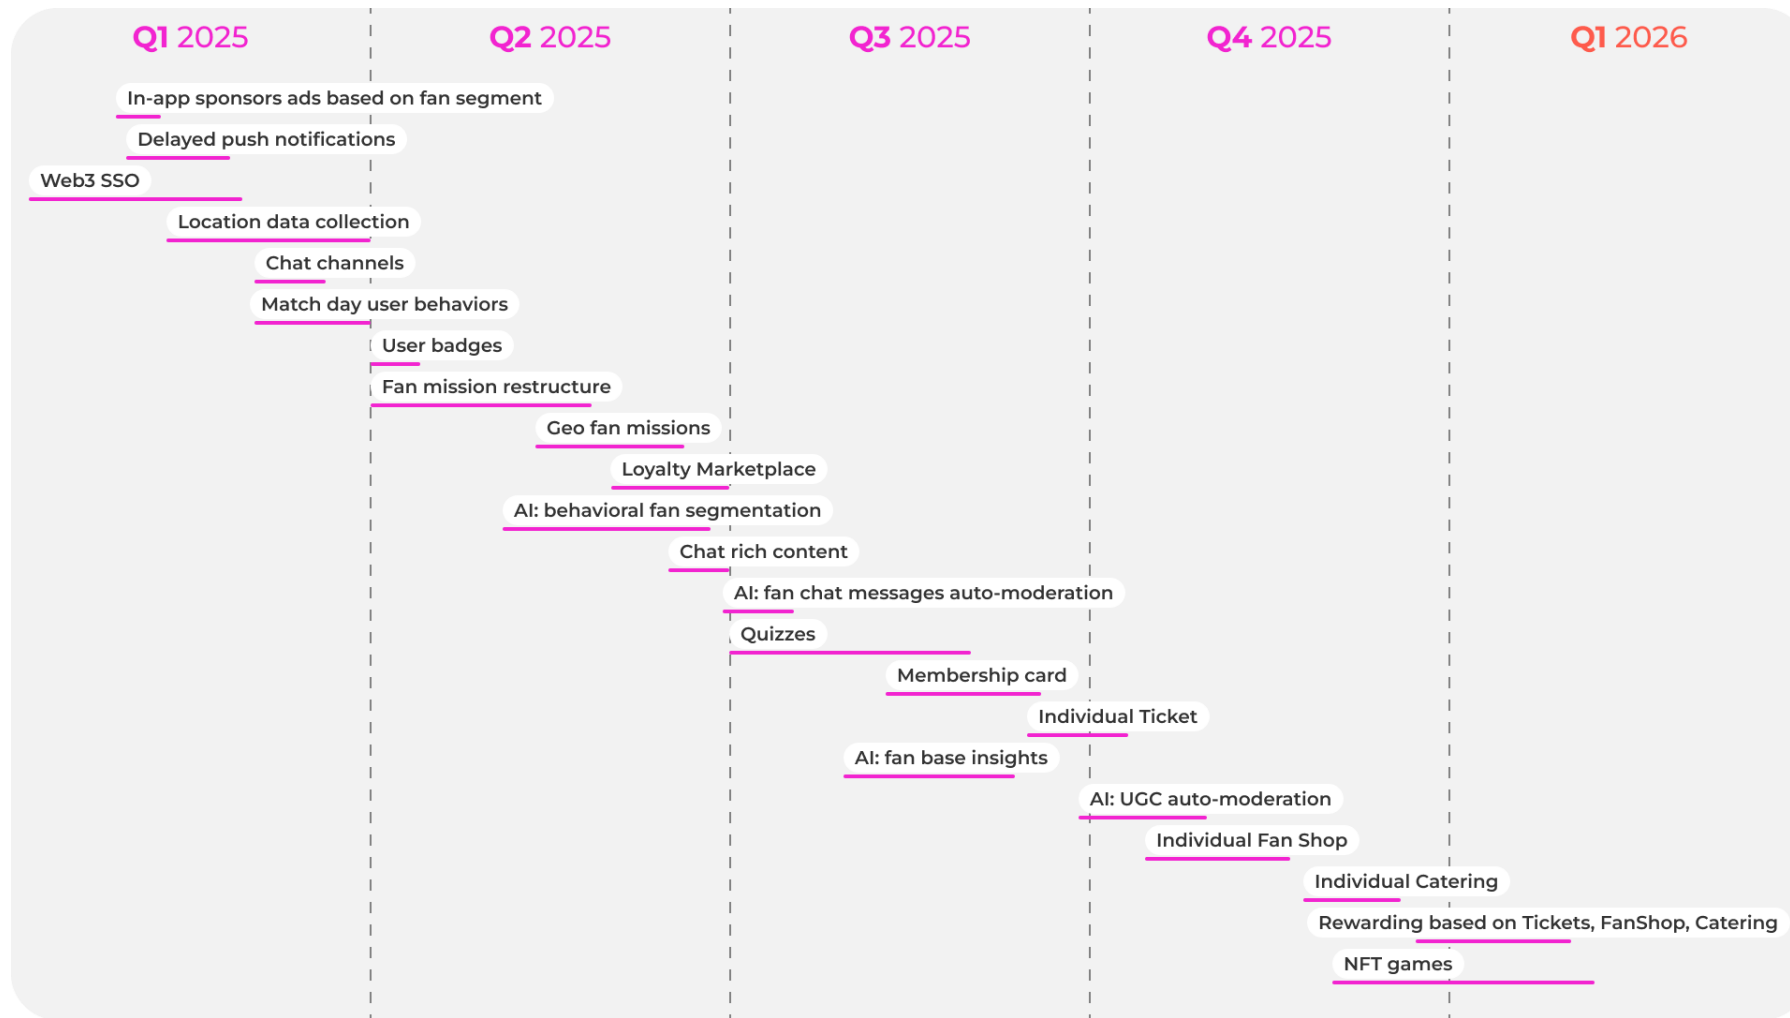 Q1 2025
Q2 2025
Q3 2025
Q4 2025
Q1 2026
In-app sponsors ads based on fan segment
Delayed push notifications
Web3 SSO
Location data collection
Chat channels
Match day user behaviors
User badges
Fan mission restructure
Geo fan missions
Loyalty Marketplace
AI: behavioral fan segmentation
Chat rich content
AI: fan chat messages auto-moderation
Quizzes
Membership card
Individual Ticket
AI: fan base insights
AI: UGC auto-moderation
Individual Fan Shop
Individual Catering
Rewarding based on Tickets, FanShop, Catering
NFT games